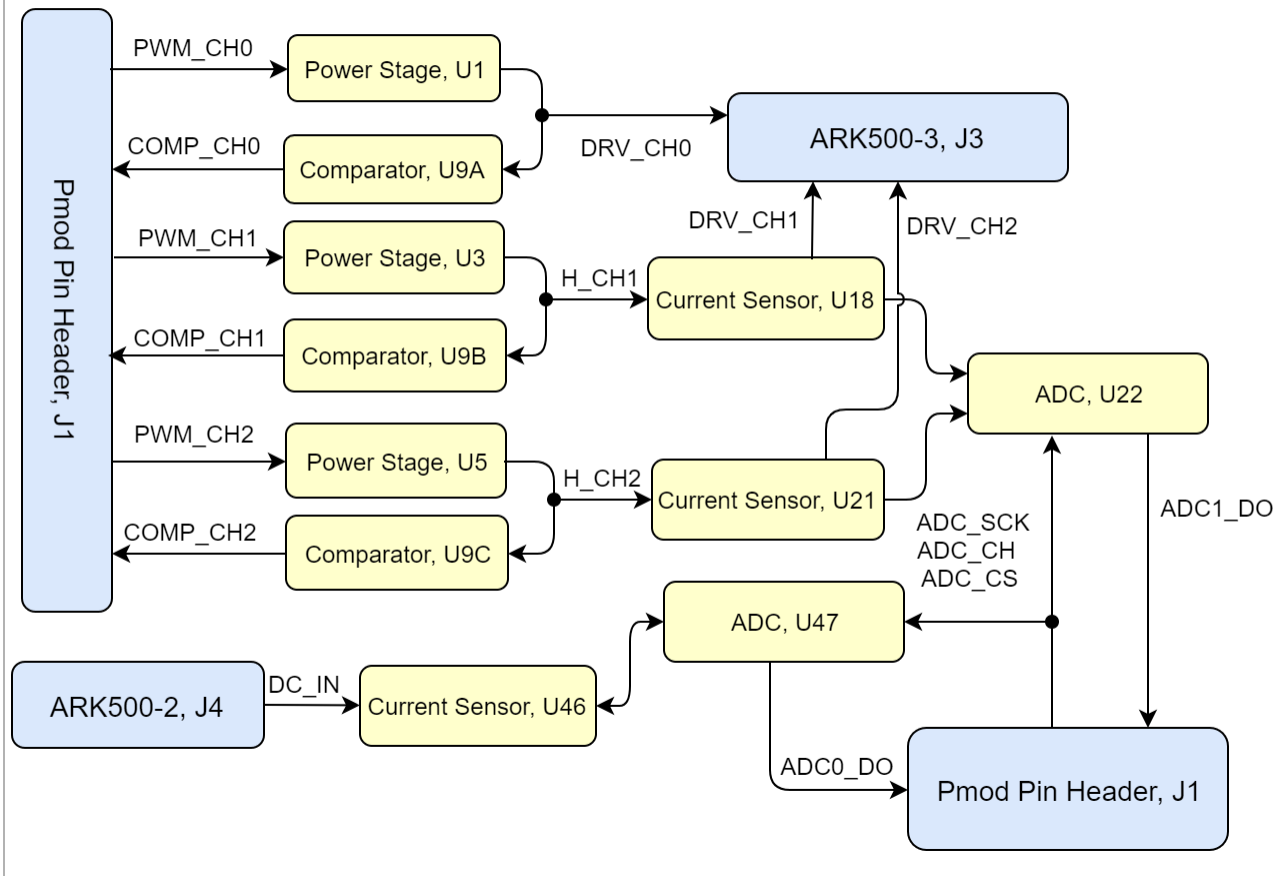 PWM_CH0
Power Stage, U1
COMP_CH0
Comparator, U9A
DRV_CH0
ARK500-3, J3
Pmod Pin Header, J1
PWM_CH1
Power Stage, U3
H_CH1
DRV_CH1
DRV_CH2
Current Sensor, U18
COMP_CH1
Comparator, U9B
ADC, U22
PWM_CH2
Power Stage, U5
H_CH2
Current Sensor, U21
COMP_CH2
Comparator, U9C
ADC_SCK
ADC_CH
ADC_CS
ADC1_DO
ADC, U47
ARK500-2, J4
DC_IN
Current Sensor, U46
ADC0_DO
Pmod Pin Header, J1